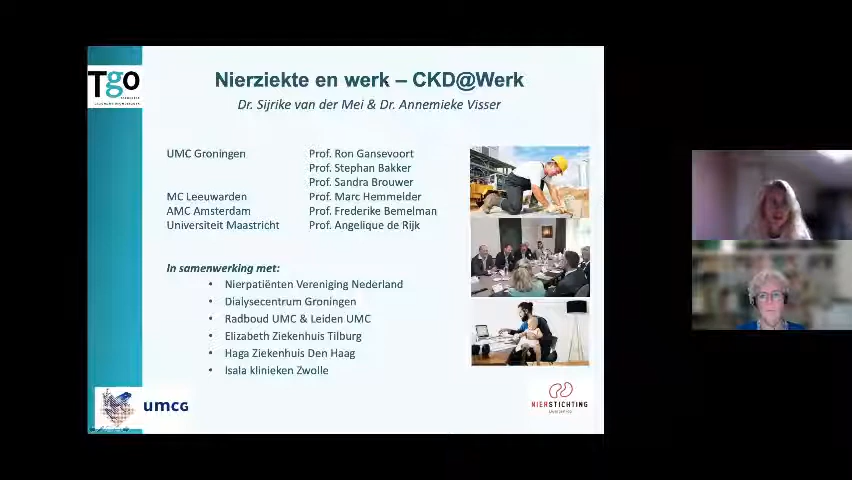 Tgo
Nierziekte en werk – CKD@Werk
Dr. Sijrike van der Mei & Dr. Annemieke Visser
UMC Groningen Prof. Ron Gansevoort
Prof. Stephan Bakker
Prof. Sandra Brouwer
MC Leeuwarden Prof. Marc Hemmelder
AMC Amsterdam Prof. Frederike Bemelman
Universiteit Maastricht Prof. Angelique de Rijk
In samenwerking met:
• Nierpatiënten Vereniging Nederland
• Dialysecentrum Groningen
• Radboud UMC & Leiden UMC
• Elizabeth Ziekenhuis Tilburg
• Haga Ziekenhuis Den Haag
• Isala klinieken Zwolle
umcg
NIERSTICHTING